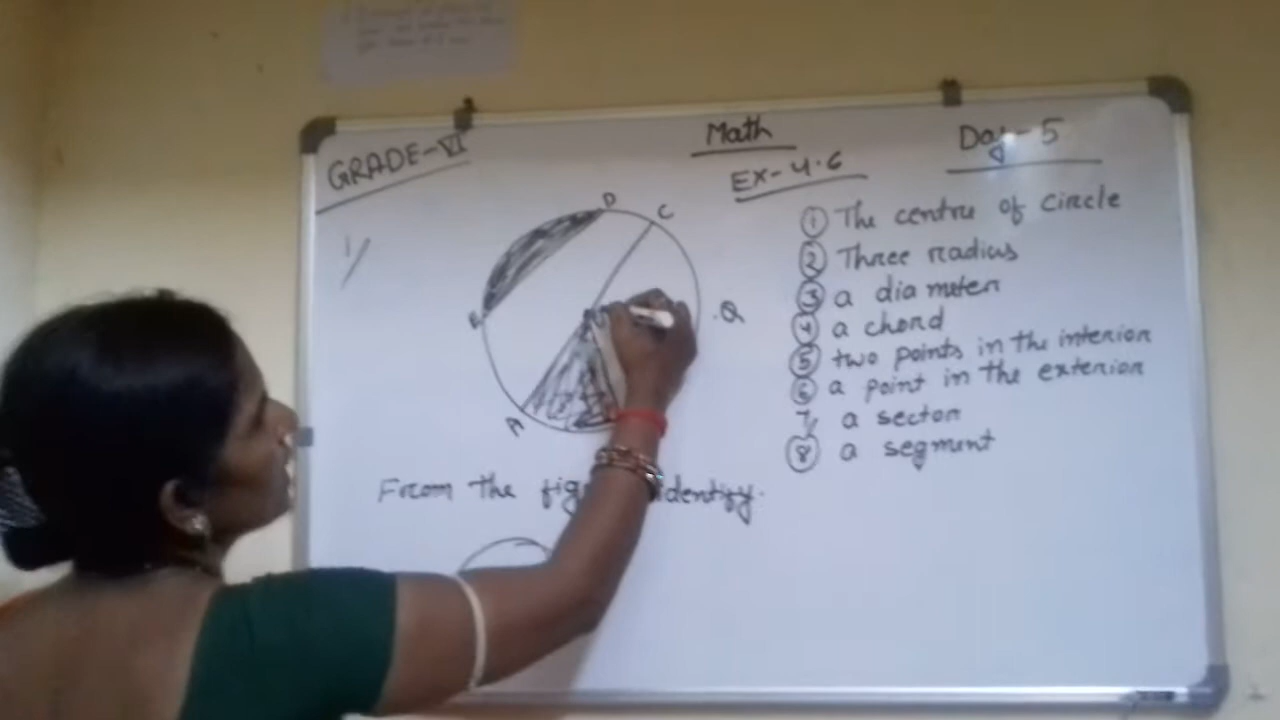 GRADE-VI
Math
Day-5
Ex-4.6
1/
D
C
E
Q
A
① The centre of circle
② Three radius
③ a diameter
④ a chord
⑤ two points in the interior
⑥ a point in the exterior
7/ a sector
⑧ a segment
From the fig identify.